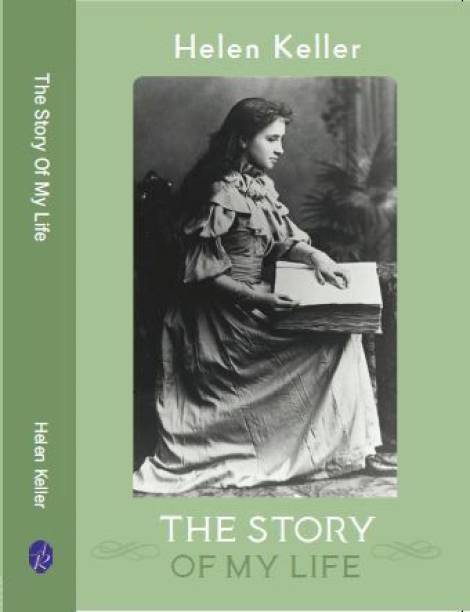 The Story Of My Life
Helen Keller
Helen Keller
THE STORY
OF MY LIFE